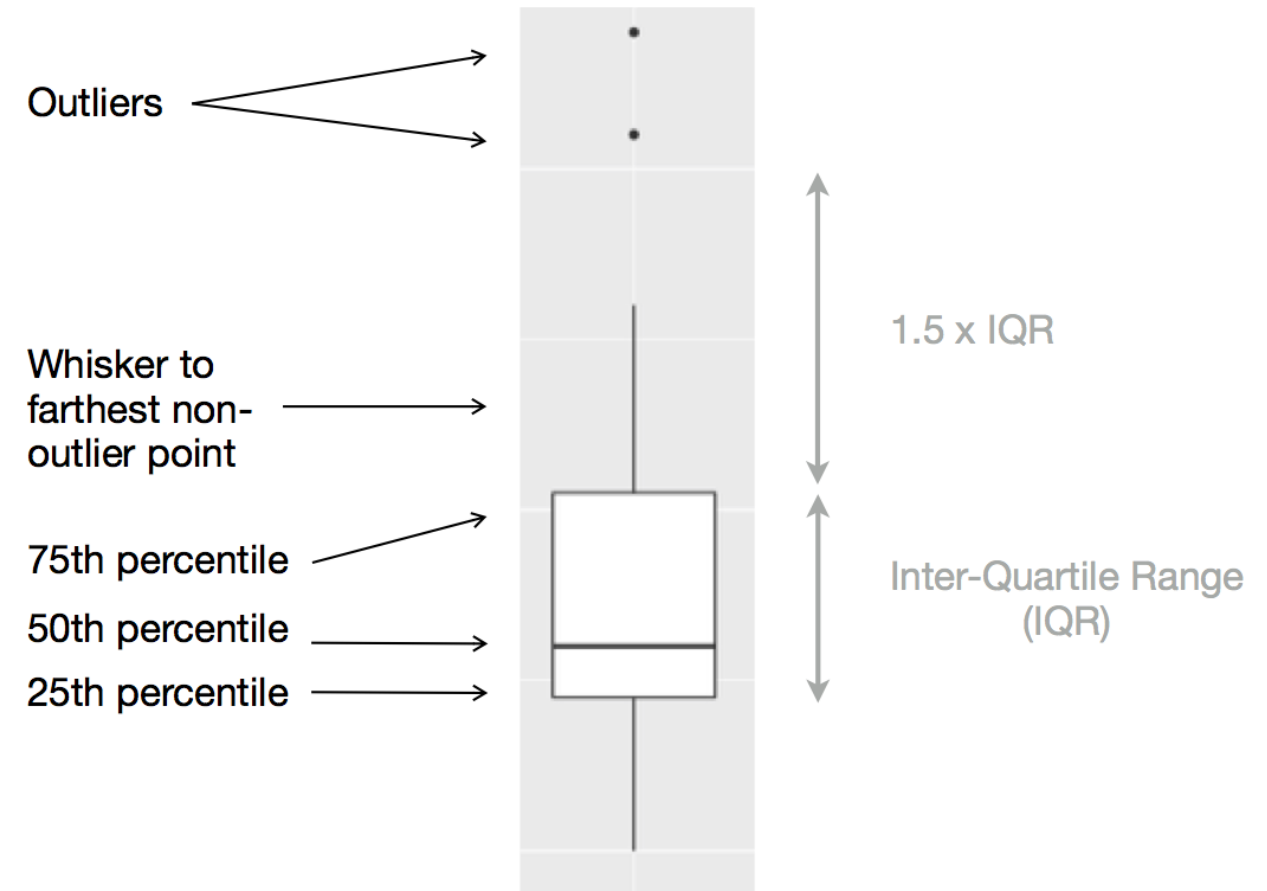 Outliers
Whisker to
farthest non-
outlier point
75th percentile
50th percentile
25th percentile
1.5 x IQR
Inter-Quartile Range
(IQR)